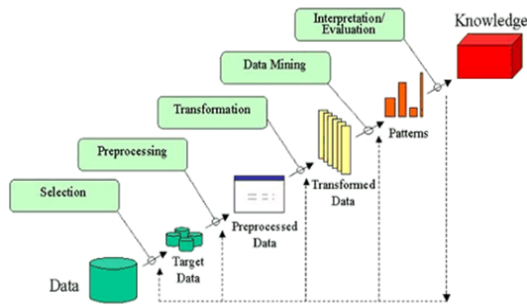 Interpretation/
Evaluation
Knowledge
Data Mining
Transformation
Patterns
Preprocessing
Transformed
Data
Selection
Preprocessed
Data
Target
Data
Data